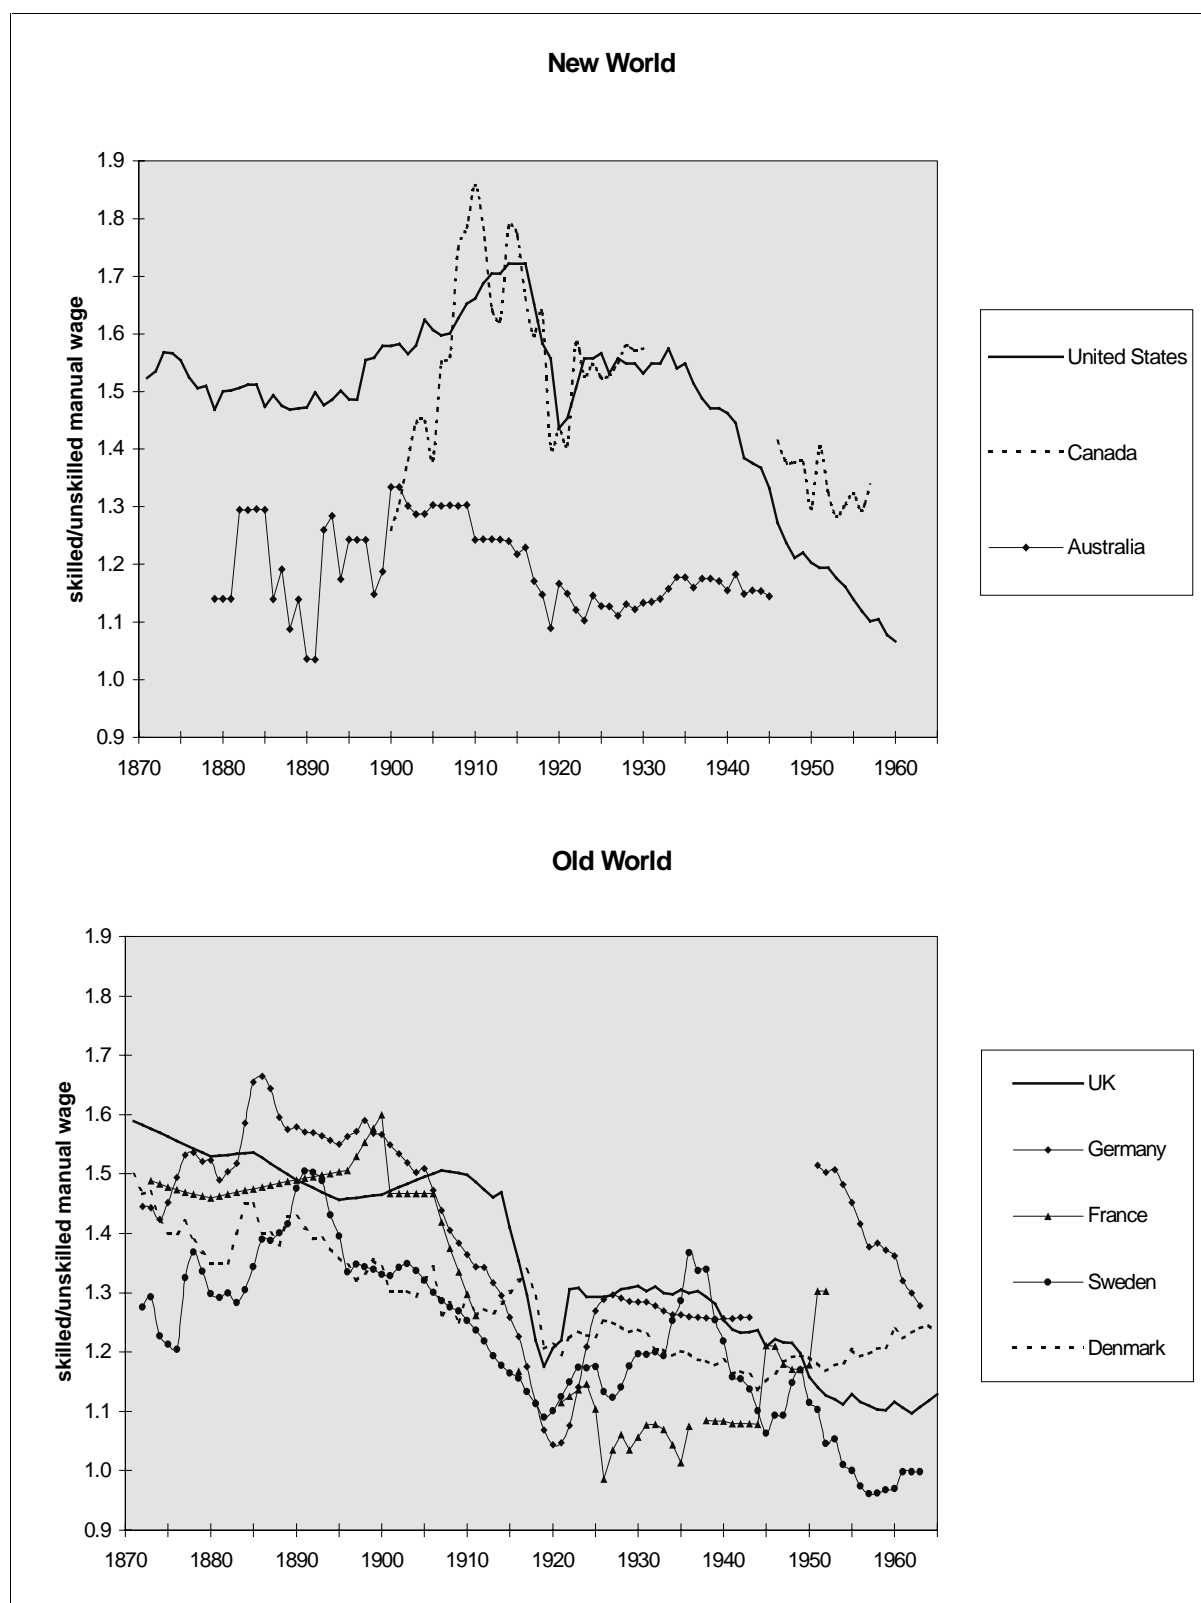 New World
skilled/unskilled manual wage
1.9
1.8
1.7
1.6
1.5
1.4
1.3
1.2
1.1
1.0
0.9
1870 1880 1890 1900 1910 1920 1930 1940 1950 1960
United States
Canada
Australia
Old World
skilled/unskilled manual wage
1.9
1.8
1.7
1.6
1.5
1.4
1.3
1.2
1.1
1.0
0.9
1870 1880 1890 1900 1910 1920 1930 1940 1950 1960
UK
Germany
France
Sweden
Denmark